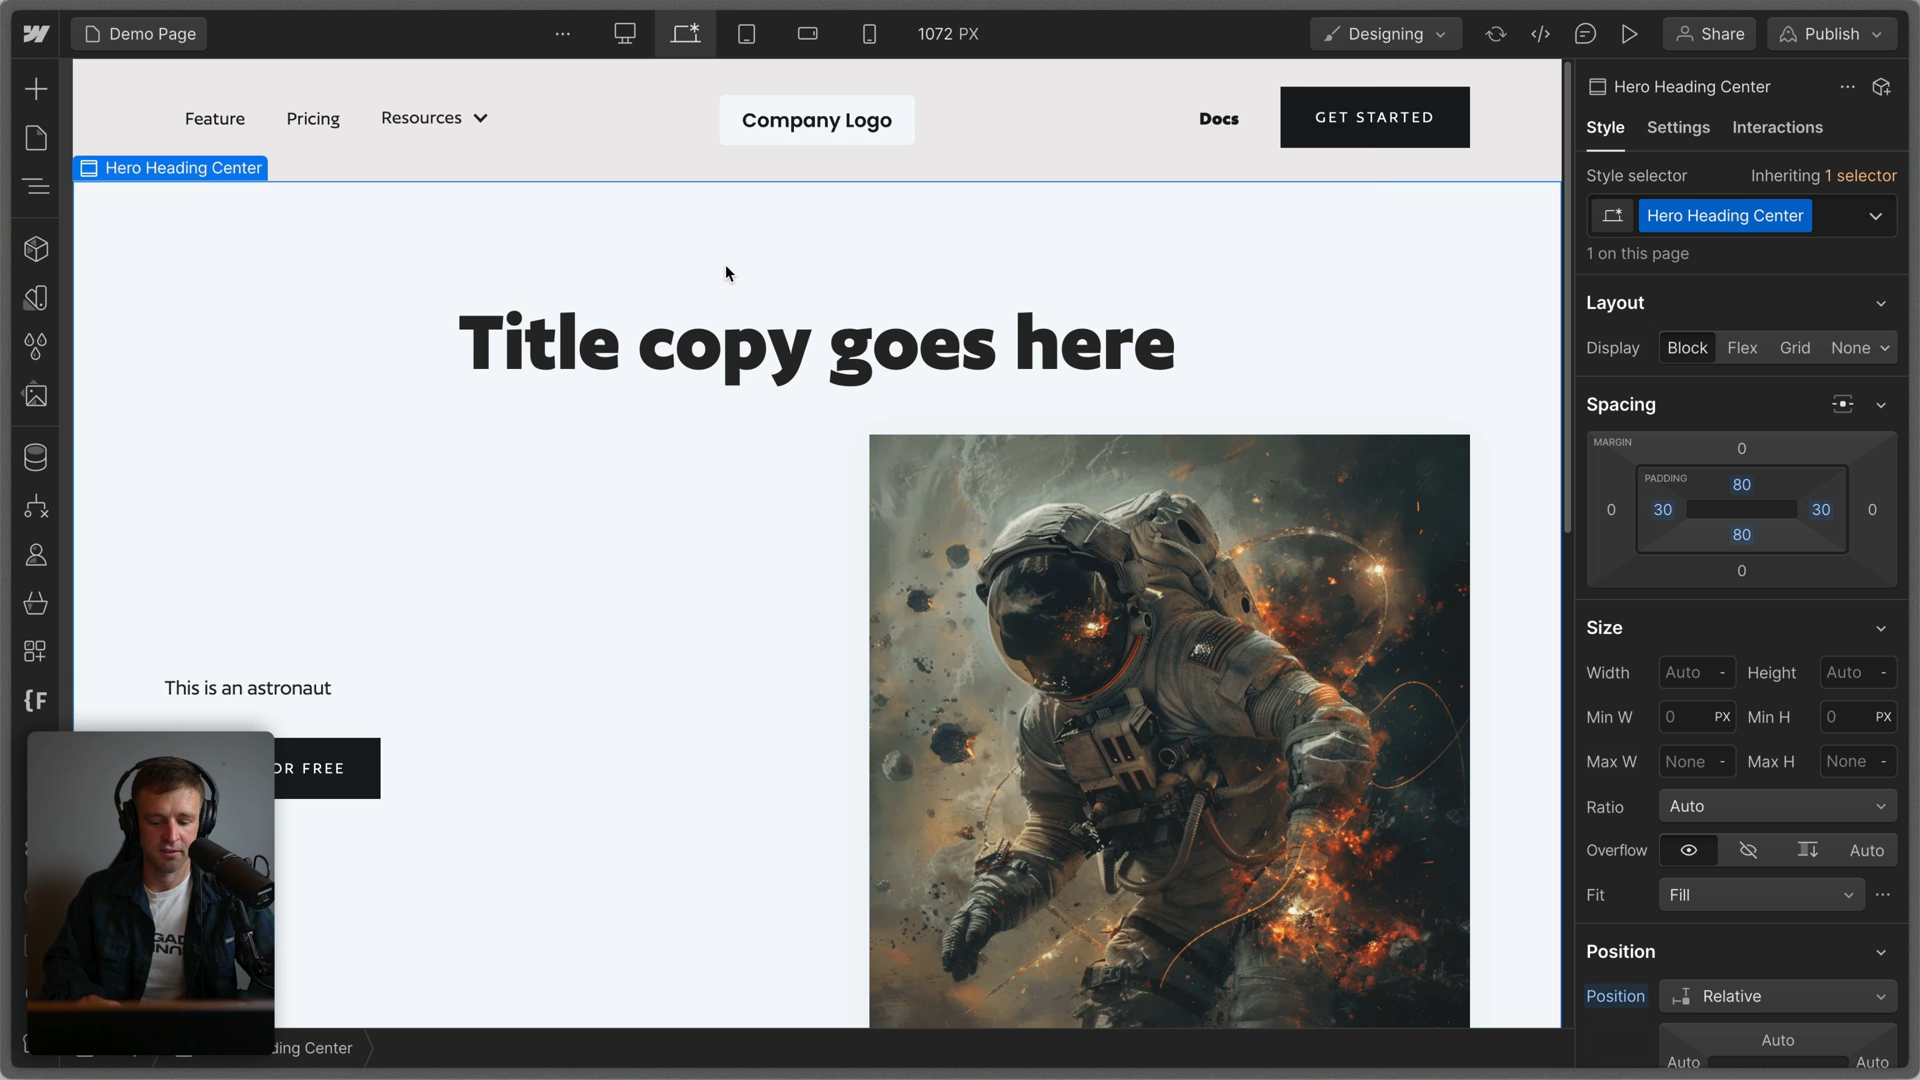 Demo Page
1072 PX
Designing
Share
Publish
Feature
Pricing
Resources
Company Logo
Docs
GET STARTED
Hero Heading Center
Title copy goes here
This is an astronaut
OR FREE
ding Center
Hero Heading Center
Style
Settings
Interactions
Style selector
Inheriting 1 selector
Hero Heading Center
1 on this page
Layout
Display
Block
Flex
Grid
None
Spacing
MARGIN
0
PADDING
80
0
30
30
0
80
0
Size
Width
Auto -
Height
Auto -
Min W
0 PX
Min H
0 PX
Max W
None -
Max H
None -
Ratio
Auto
Overflow
Auto
Fit
Fill
Position
Position
Relative
Auto
Auto
Auto